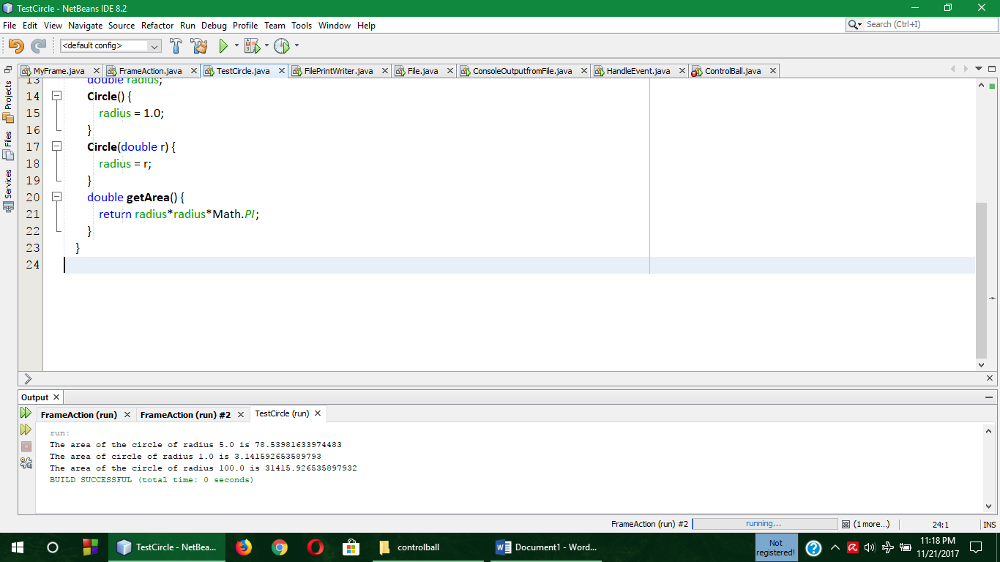 TestCircle - NetBeans IDE 8.2
File Edit View Navigate Source Refactor Run Debug Profile Team Tools Window Help
Search (Ctrl+I)
<default config>
MyFrame.java FrameAction.java TestCircle.java FilePrintWriter.java File.java ConsoleOutputfromFile.java HandleEvent.java ControlBall.java
Projects
Files
Services
13 double radius;
14 Circle() {
15 radius = 1.0;
16 }
17 Circle(double r) {
18 radius = r;
19 }
20 double getArea() {
21 return radius*radius*Math.PI;
22 }
23 }
24
Output
FrameAction (run) FrameAction (run) #2 TestCircle (run)
run:
The area of the circle of radius 5.0 is 78.53981633974483
The area of circle of radius 1.0 is 3.141592653589793
The area of the circle of radius 100.0 is 31415.926535897932
BUILD SUCCESSFUL (total time: 0 seconds)
FrameAction (run) #2 running... (1 more...) 24:1 INS
TestCircle - NetBea... controlball Document1 - Word...
Not registered!
11:18 PM
11/21/2017